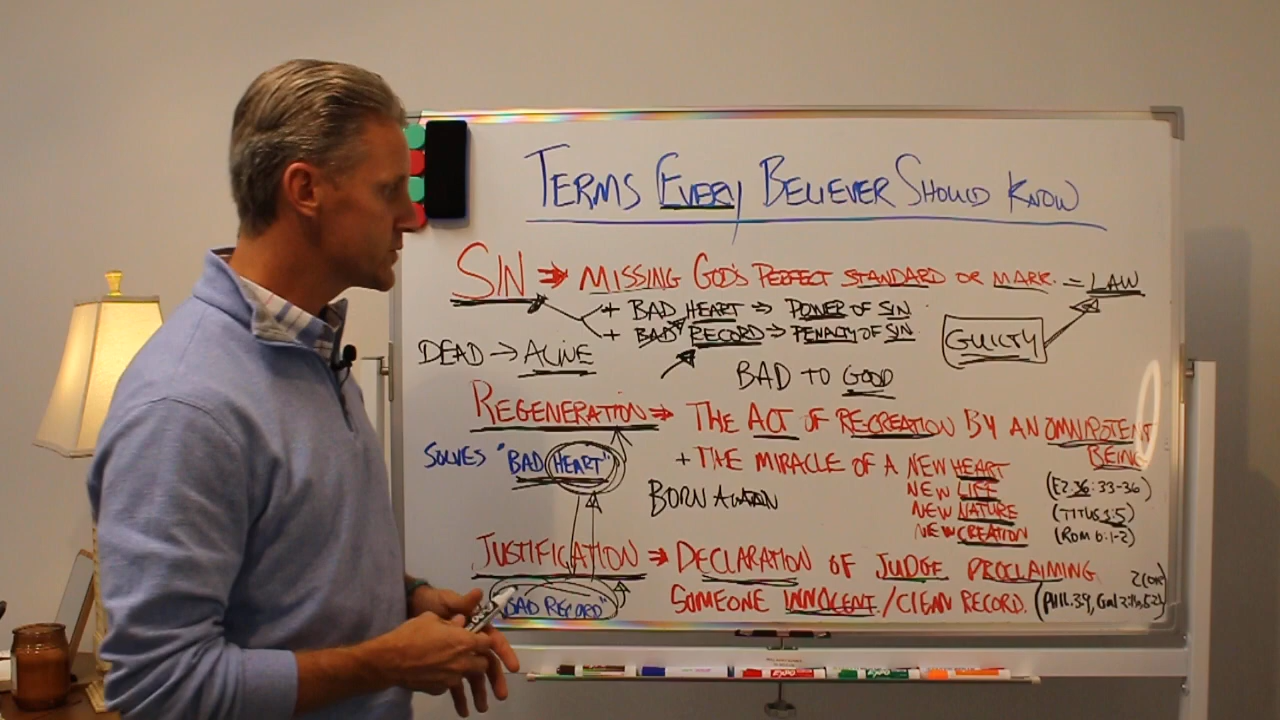 TERMS EVERY BELIEVER SHOULD KNOW
SIN ⇒ MISSING GOD'S PERFECT STANDARD OR MARK. = LAW
+ BAD HEART ⇒ POWER OF SIN
+ BAD RECORD ⇒ PENALTY OF SIN
GUILTY
DEAD → ALIVE
BAD TO GOOD
REGENERATION ⇒ THE ACT OF RECREATION BY AN OMNIPOTENT BEING
SOLVES "BAD HEART"
+ THE MIRACLE OF A NEW HEART
NEW LIFE (EZ. 36:33-36)
BORN AGAIN
NEW NATURE (TITUS 3:5)
NEW CREATION (ROM 6:1-2)
JUSTIFICATION ⇒ DECLARATION OF JUDGE PROCLAIMING
"BAD RECORD"
SOMEONE INNOCENT/CLEAN RECORD.
EXPO
EXPO